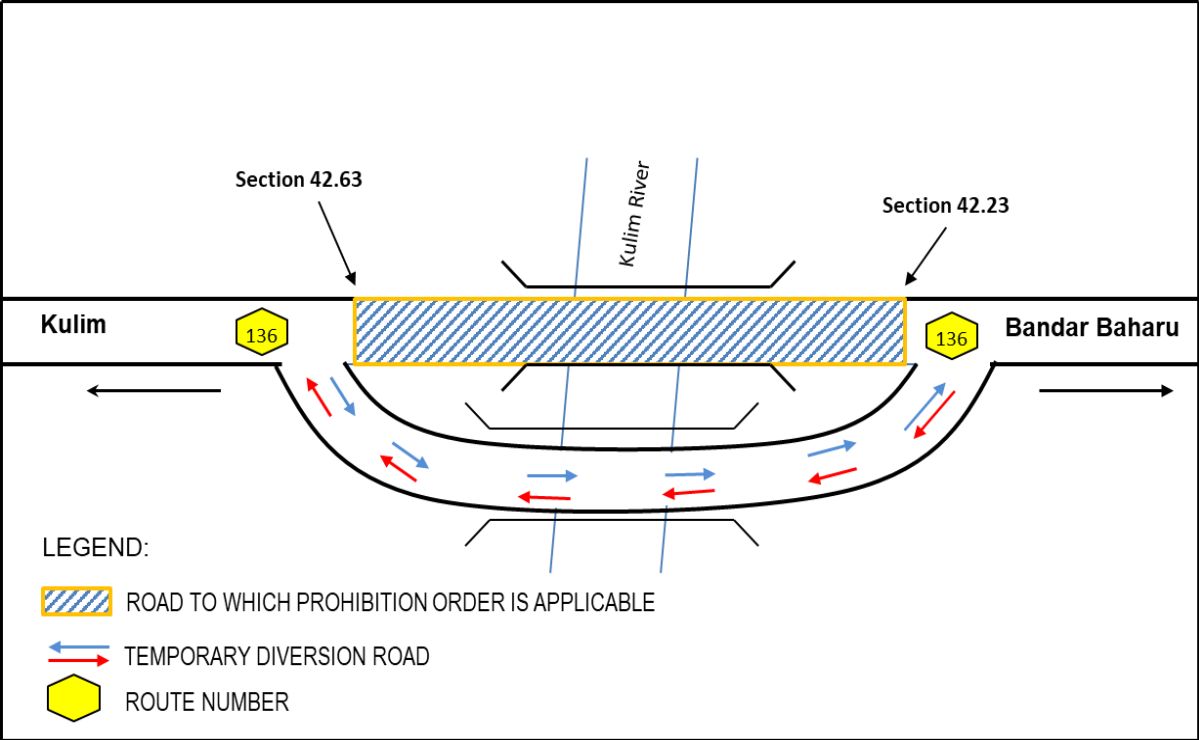 Kulim River
Section 42.63
Section 42.23
Kulim
136
136
Bandar Baharu
LEGEND:
ROAD TO WHICH PROHIBITION ORDER IS APPLICABLE
TEMPORARY DIVERSION ROAD
ROUTE NUMBER